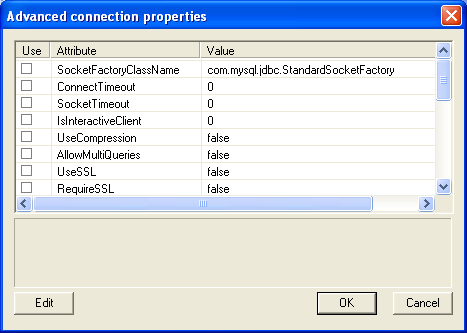 Advanced connection properties
Use Attribute Value
SocketFactoryClassName com.mysql.jdbc.StandardSocketFactory
ConnectTimeout 0
SocketTimeout 0
IsInteractiveClient 0
UseCompression false
AllowMultiQueries false
UseSSL false
RequireSSL false
Edit OK Cancel